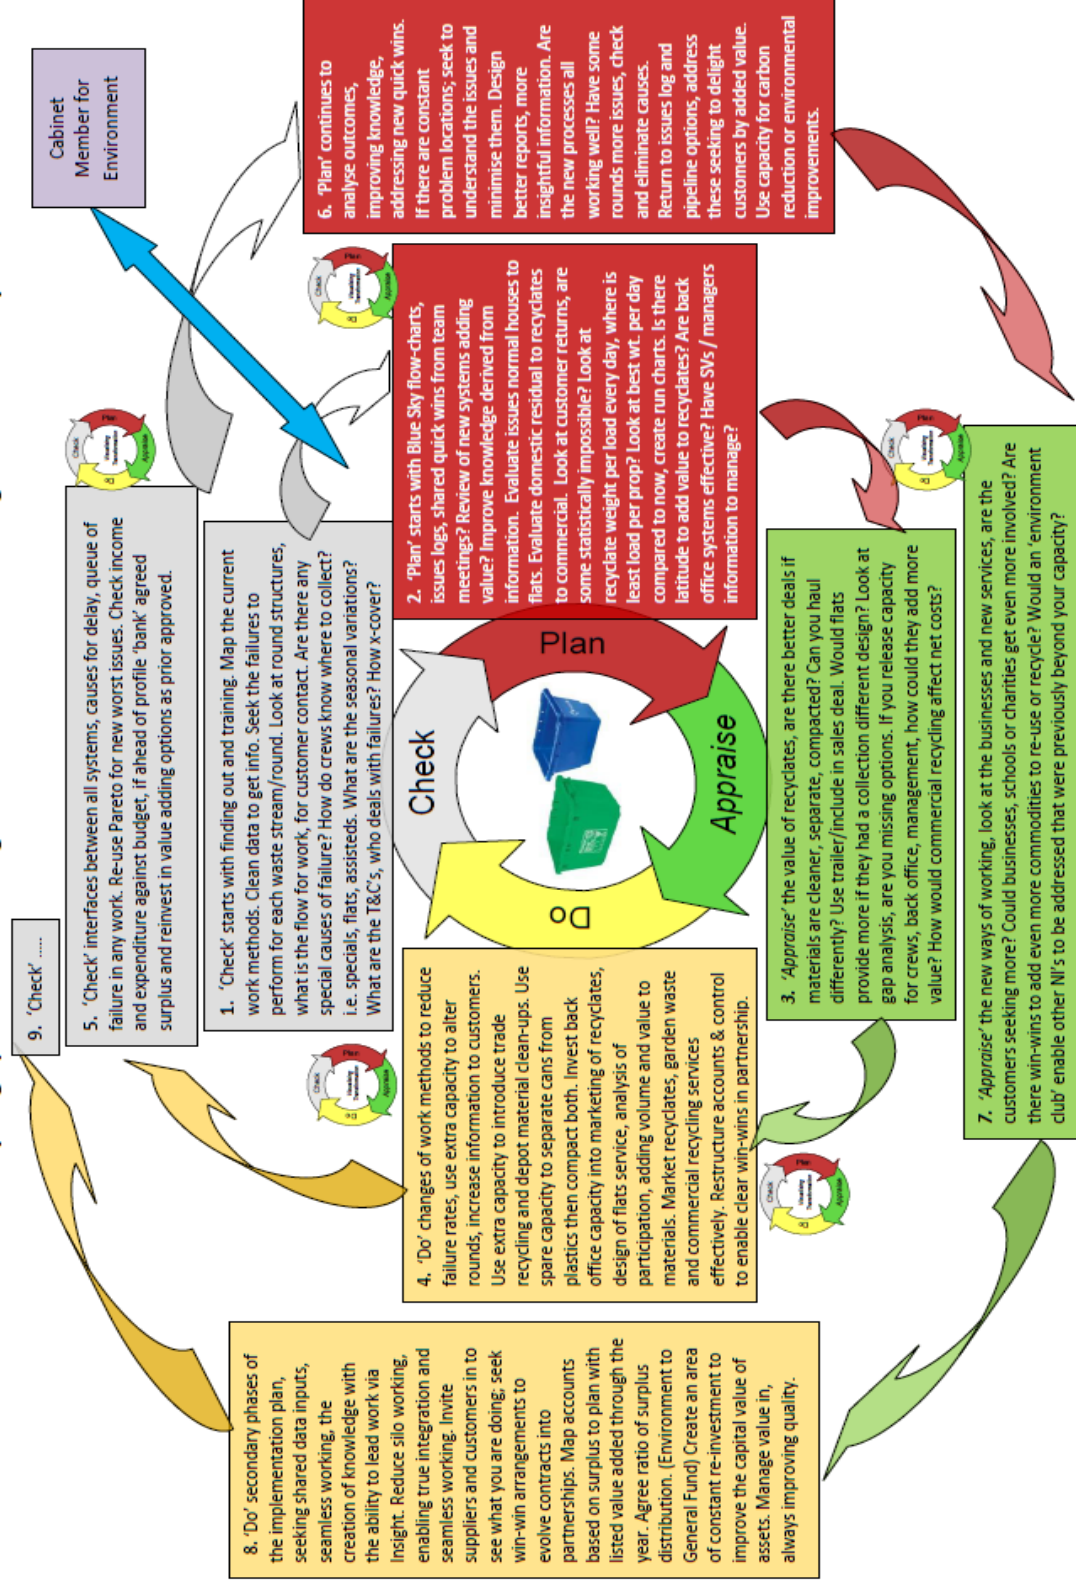 9. 'Check' .....
5. 'Check' interfaces between all systems, causes for delay, queue of
failure in any work. Re-use Pareto for new worst issues. Check income
and expenditure against budget, if ahead of profile 'bank' agreed
surplus and reinvest in value adding options as prior approved.
Cabinet
Member for
Environment
1. 'Check' starts with finding out and training. Map the current
work methods. Clean data to get info. Seek the failures to
perform for each waste stream/round. Look at round structures,
what is the flow for work, for customer contact. Are there any
special causes of failure? How do crews know where to collect?
i.e. specials, flats, assisteds. What are the seasonal variations?
What are the T&C's, who deals with failures? How x-cover?
8. 'Do' secondary phases of
the implementation plan,
seeking shared data inputs,
seamless working, the
creation of knowledge with
the ability to lead work via
Insight. Reduce silo working,
enabling true integration and
seamless working. Invite
suppliers and customers in to
see what you are doing; seek
win-win arrangements to
evolve contracts into
partnerships. Map accounts
based on surplus to plan with
listed value added through the
year. Agree ratio of surplus
distribution. (Environment to
General Fund) Create an area
of constant re-investment to
improve the capital value of
assets. Manage value in,
always improving quality.
4. 'Do' changes of work methods to reduce
failure rates, use extra capacity to alter
rounds, increase information to customers.
Use extra capacity to introduce trade
recycling and depot material clean-ups. Use
spare capacity to separate cans from
plastics then compact both. Invest back
office capacity into marketing of recyclates,
design of flats service, analysis of
participation, adding volume and value to
materials. Market recyclates, garden waste
and commercial recycling services
effectively. Restructure accounts & control
to enable clear win-wins in partnership.
Check
Plan
Appraise
Do
2. 'Plan' starts with Blue Sky flow-charts,
issues logs, shared quick wins from team
meetings? Review of new systems adding
value? Improve knowledge derived from
information. Evaluate issues normal houses to
flats. Evaluate domestic residual to recyclates
to commercial. Look at customer returns, are
some statistically impossible? Look at
recyclate weight per load every day, where is
least load per prop? Look at best wt. per day
compared to now, create run charts. Is there
latitude to add value to recyclates? Are back
office systems effective? Have SVs / managers
information to manage?
6. 'Plan' continues to
analyse outcomes,
improving knowledge,
addressing new quick wins.
If there are constant
problem locations; seek to
understand the issues and
minimise them. Design
better reports, more
insightful information. Are
the new processes all
working well? Have some
rounds more issues, check
and eliminate causes.
Return to issues log and
pipeline options, address
these seeking to delight
customers by added value.
Use capacity for carbon
reduction or environmental
improvements.
3. 'Appraise' the value of recyclates, are there better deals if
materials are cleaner, separate, compacted? Can you haul
differently? Use trailer/include in sales deal. Would flats
provide more if they had a collection different design? Look at
gap analysis, are you missing options. If you release capacity
for crews, back office, management, how could they add more
value? How would commercial recycling affect net costs?
7. 'Appraise' the new ways of working, look at the businesses and new services, are the
customers seeking more? Could businesses, schools or charities get even more involved? Are
there win-wins to add even more commodities to re-use or recycle? Would an 'environment
club' enable other NI's to be addressed that were previously beyond your capacity?
Check
Plan
Appraise
Do
Visualising
Transformation
Check
Plan
Appraise
Do
Visualising
Transformation
Check
Plan
Appraise
Do
Visualising
Transformation
Check
Plan
Appraise
Do
Visualising
Transformation
Check
Plan
Appraise
Do
Visualising
Transformation